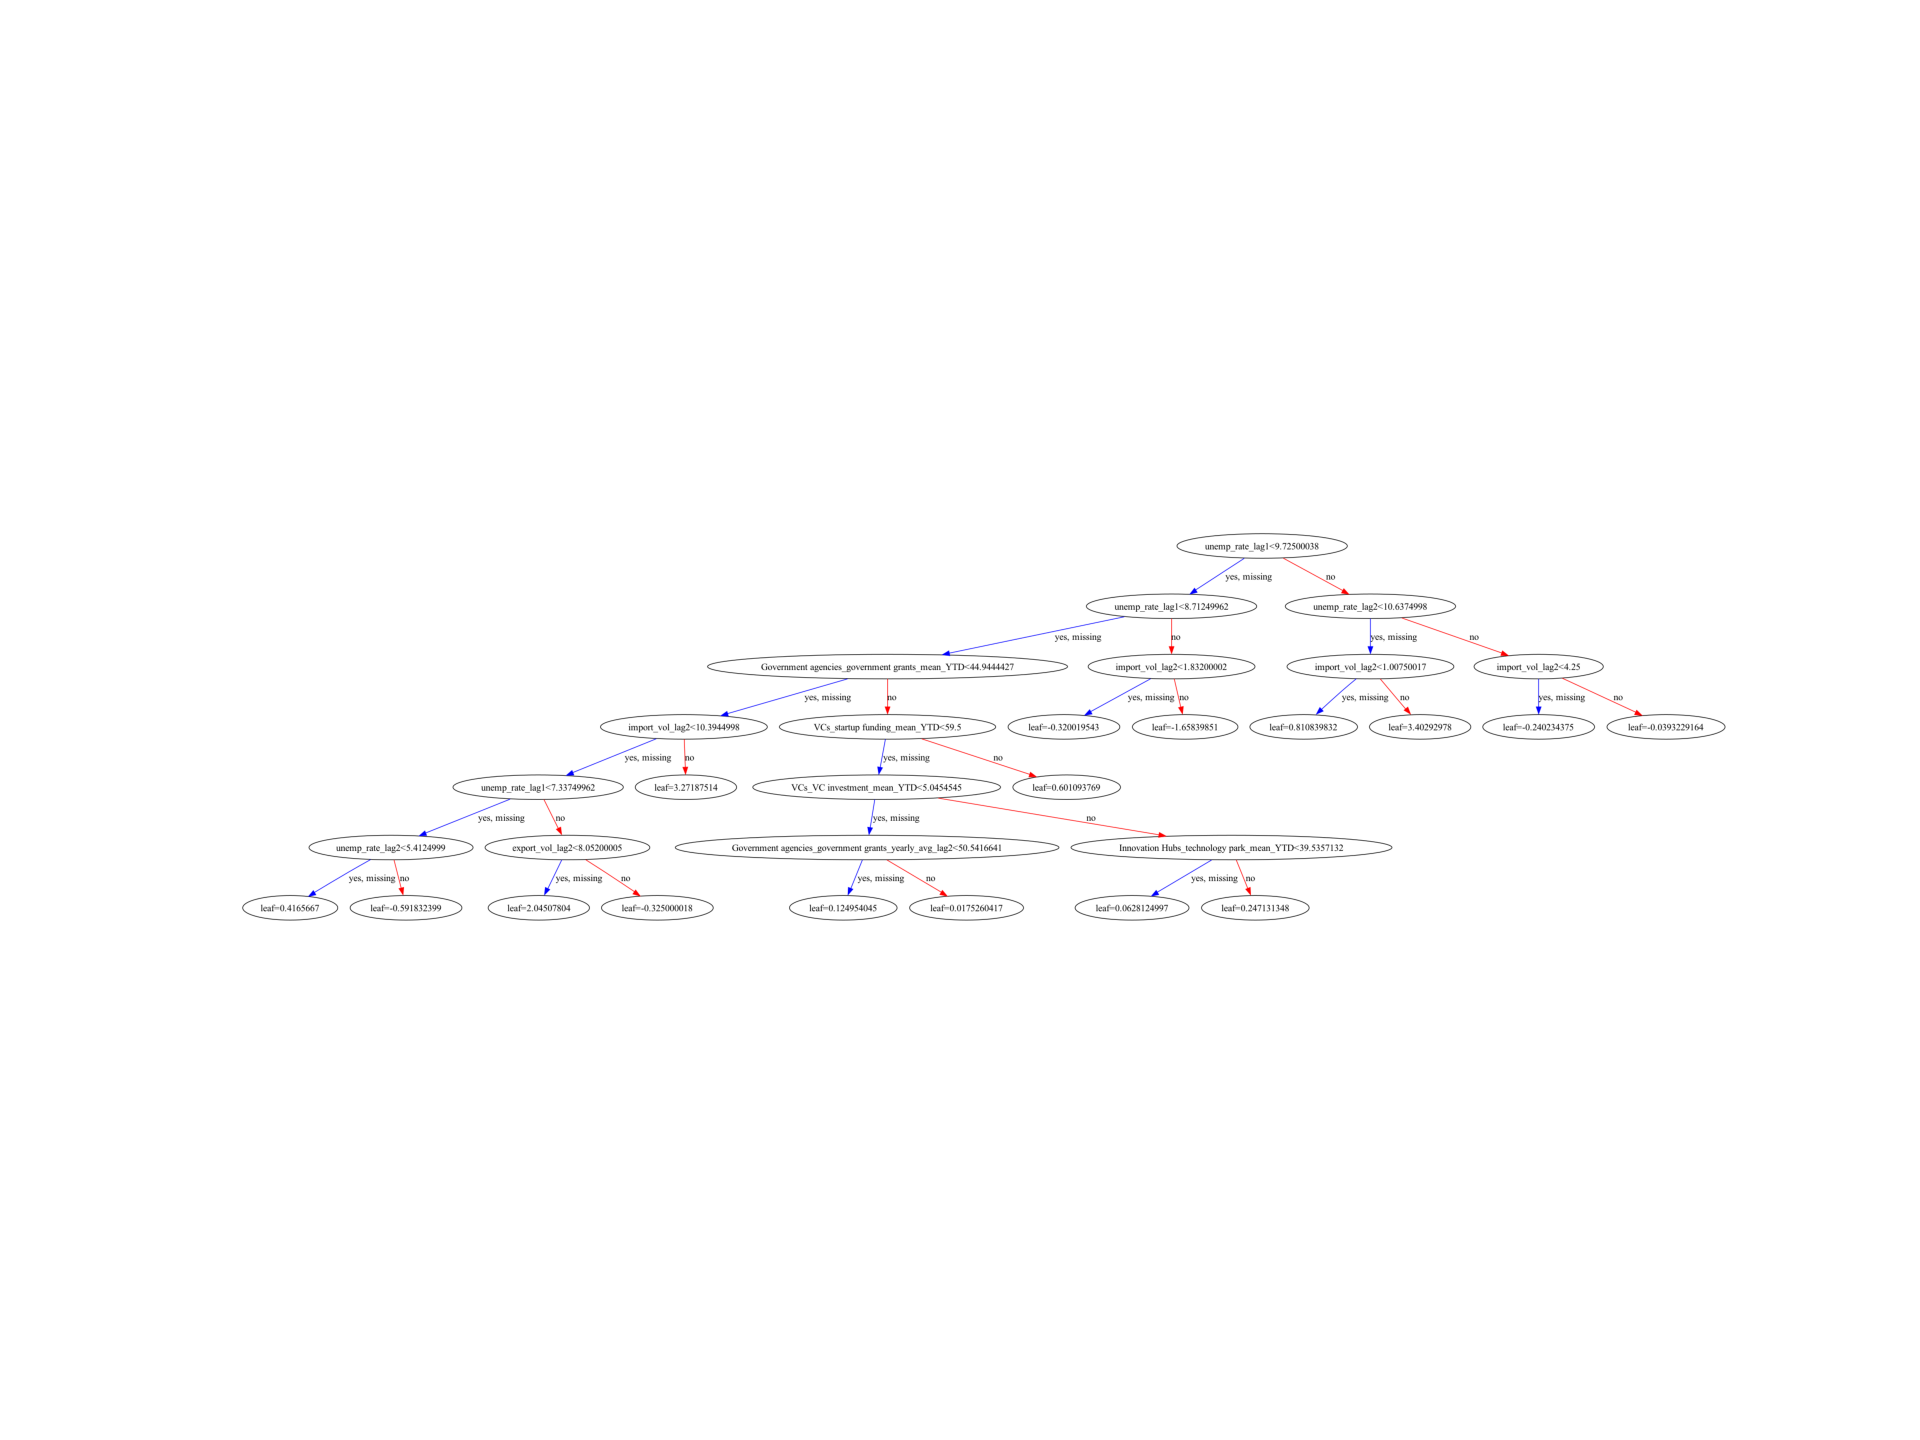 unemp_rate_lag1<9.72500038
yes, missing
no
unemp_rate_lag1<8.71249962
unemp_rate_lag2<10.6374998
yes, missing
no
yes, missing
no
Government agencies_government grants_mean_YTD<44.9444427
import_vol_lag2<1.83200002
import_vol_lag2<1.00750017
import_vol_lag2<4.25
yes, missing
no
yes, missing
no
yes, missing
no
yes, missing
no
import_vol_lag2<10.3944998
VCs_startup funding_mean_YTD<59.5
leaf=-0.320019543
leaf=-1.65839851
leaf=0.810839832
leaf=3.40292978
leaf=-0.240234375
leaf=-0.0393229164
yes, missing
no
yes, missing
no
unemp_rate_lag1<7.33749962
leaf=3.27187514
VCs_VC investment_mean_YTD<5.0454545
leaf=0.601093769
yes, missing
no
yes, missing
no
unemp_rate_lag2<5.4124999
export_vol_lag2<8.05200005
Government agencies_government grants_yearly_avg_lag2<50.5416641
Innovation Hubs_technology park_mean_YTD<39.5357132
yes, missing
no
yes, missing
no
yes, missing
no
yes, missing
no
leaf=0.4165667
leaf=-0.591832399
leaf=2.04507804
leaf=-0.325000018
leaf=0.124954045
leaf=0.0175260417
leaf=0.0628124997
leaf=0.247131348